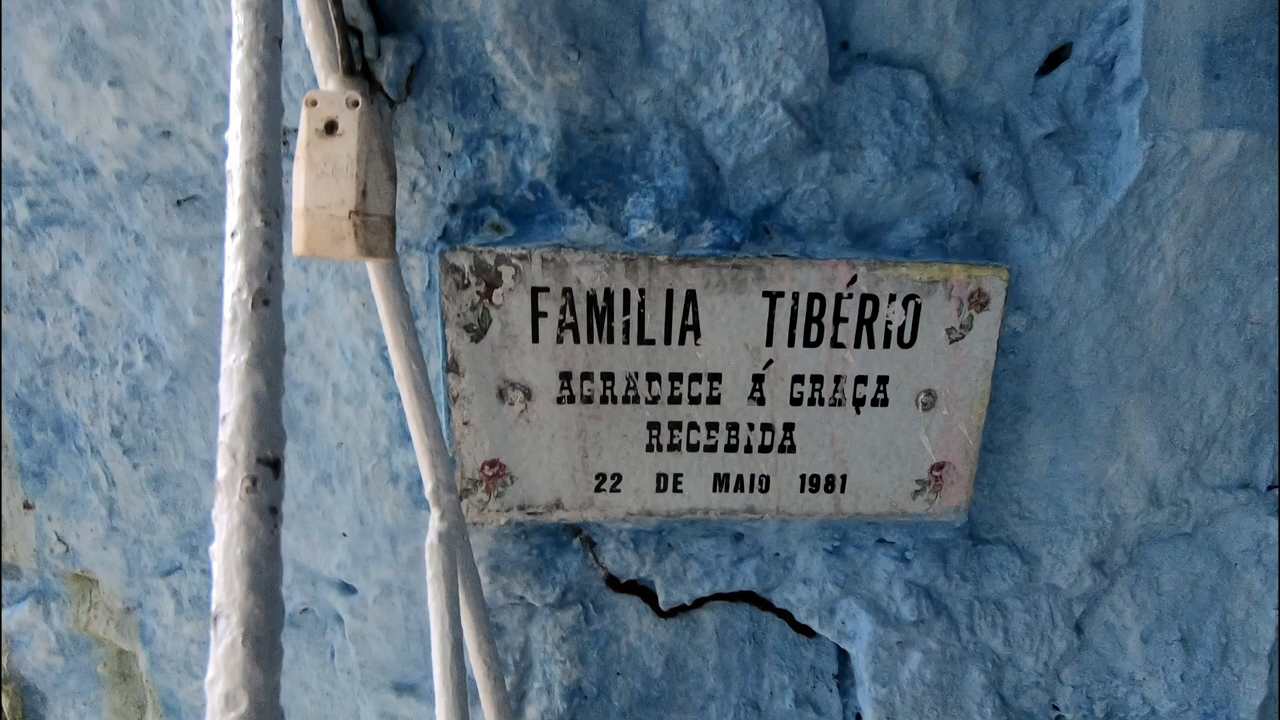 FAMILIA TIBÉRIO
AGRADECE Á GRAÇA
RECEBIDA
22 DE MAIO 1981